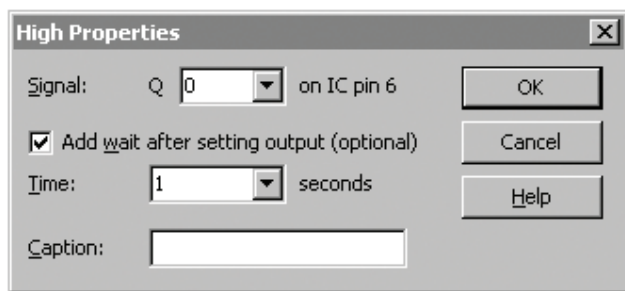 High Properties
Signal: Q 0 on IC pin 6
OK
Add wait after setting output (optional)
Cancel
Time: 1 seconds
Help
Caption: